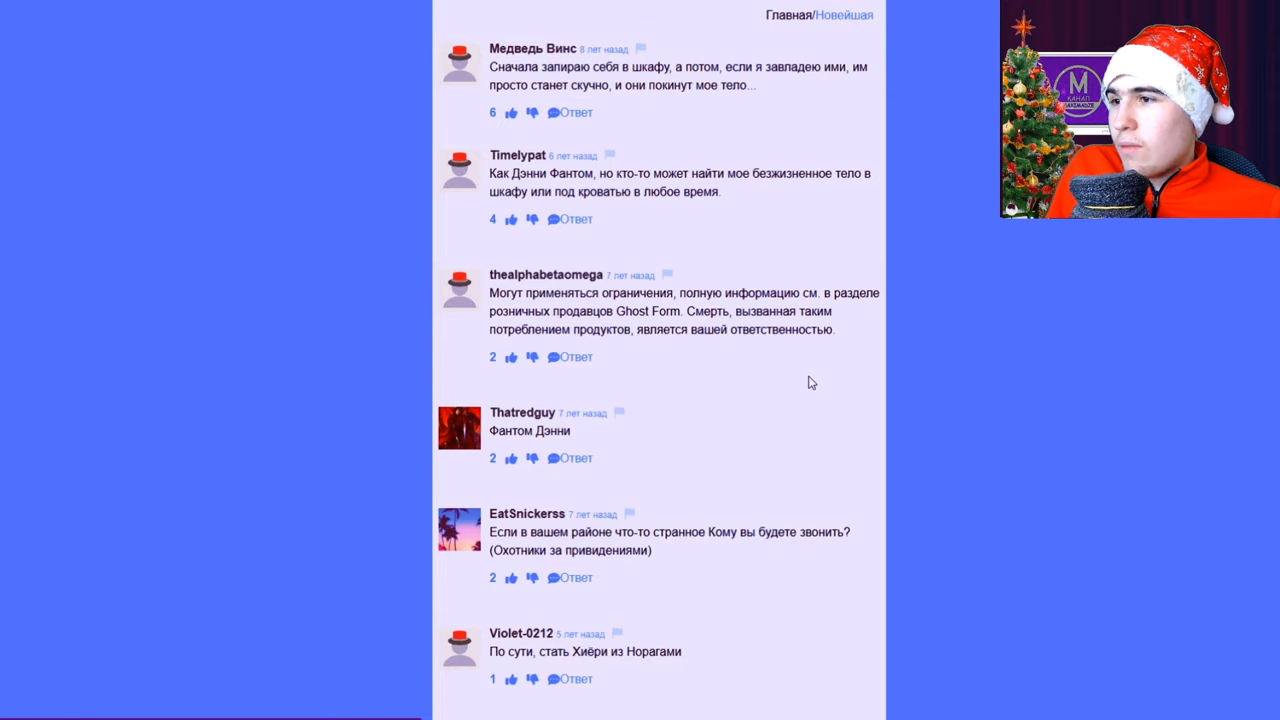 Главная/Новейшая
Медведь Винс 8 лет назад
Сначала запираю себя в шкафу, а потом, если я завладею ими, им
просто станет скучно, и они покинут мое тело...
6 Ответ
Timelypat 6 лет назад
Как Дэнни Фантом, но кто-то может найти мое безжизненное тело в
шкафу или под кроватью в любое время.
4 Ответ
thealphabetaomega 7 лет назад
Могут применяться ограничения, полную информацию см. в разделе
розничных продавцов Ghost Form. Смерть, вызванная таким
потреблением продуктов, является вашей ответственностью.
2 Ответ
Thatredguy 7 лет назад
Фантом Дэнни
2 Ответ
EatSnickerss 7 лет назад
Если в вашем районе что-то странное Кому вы будете звонить?
(Охотники за привидениями)
2 Ответ
Violet-0212 5 лет назад
По сути, стать Хиёри из Норагами
1 Ответ
М
КАНАЛ